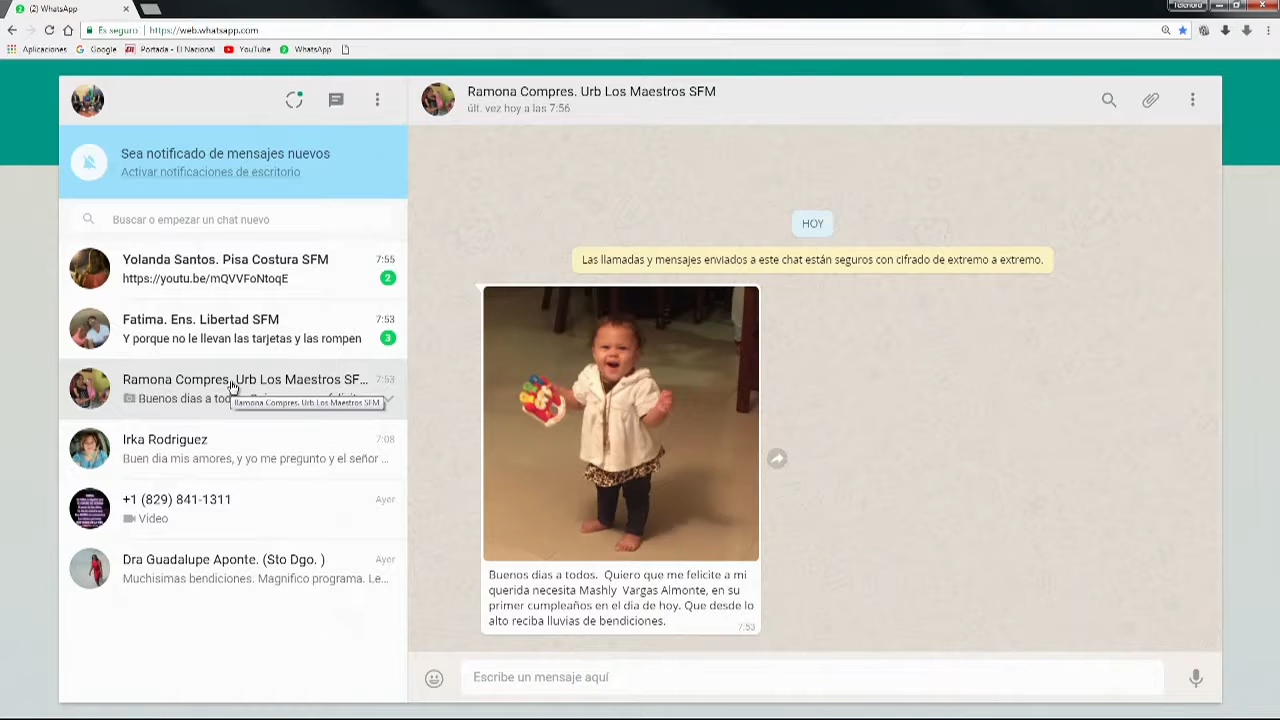 (2) WhatsApp
Telenord
Es seguro
https://web.whatsapp.com
Aplicaciones
Google
Portada - El Nacional
YouTube
WhatsApp
Sea notificado de mensajes nuevos
Activar notificaciones de escritorio
Buscar o empezar un chat nuevo
Yolanda Santos. Pisa Costura SFM
7:55
https://youtu.be/mQVVFoNtoqE
2
Fatima. Ens. Libertad SFM
7:53
Y porque no le llevan las tarjetas y las rompen
3
Ramona Compres. Urb Los Maestros SF...
7:53
Buenos dias a tod
Ramona Compres. Urb Los Maestros SFM
Irka Rodriguez
7:08
Buen dia mis amores, y yo me pregunto y el señor ...
+1 (829) 841-1311
Ayer
Video
Dra Guadalupe Aponte. (Sto Dgo. )
Ayer
Muchisimas bendiciones. Magnifico programa. Le...
Ramona Compres. Urb Los Maestros SFM
últ. vez hoy a las 7:56
HOY
Las llamadas y mensajes enviados a este chat están seguros con cifrado de extremo a extremo.
Buenos dias a todos. Quiero que me felicite a mi
querida necesita Mashly Vargas Almonte, en su
primer cumpleaños en el dia de hoy. Que desde lo
alto reciba lluvias de bendiciones.
7:53
Escribe un mensaje aquí